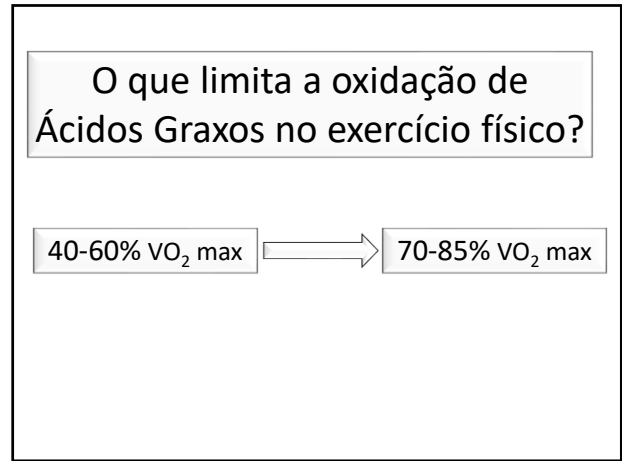 O que limita a oxidação de
Ácidos Graxos no exercício físico?
40-60% VO₂ max
70-85% VO₂ max